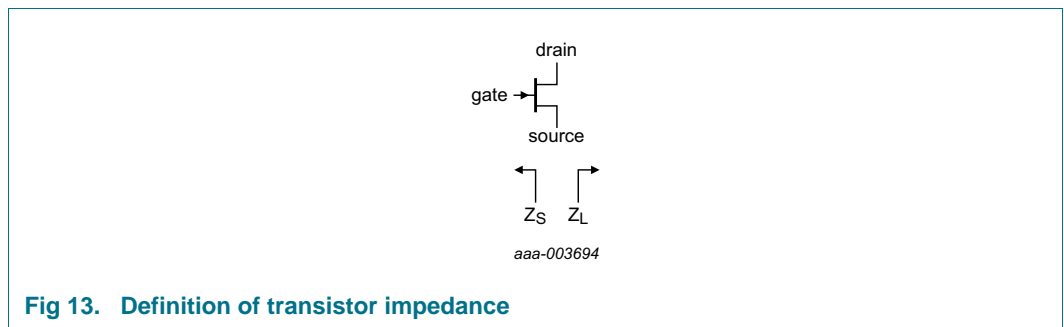 drain
gate
source
ZS ZL
aaa-003694
Fig 13. Definition of transistor impedance